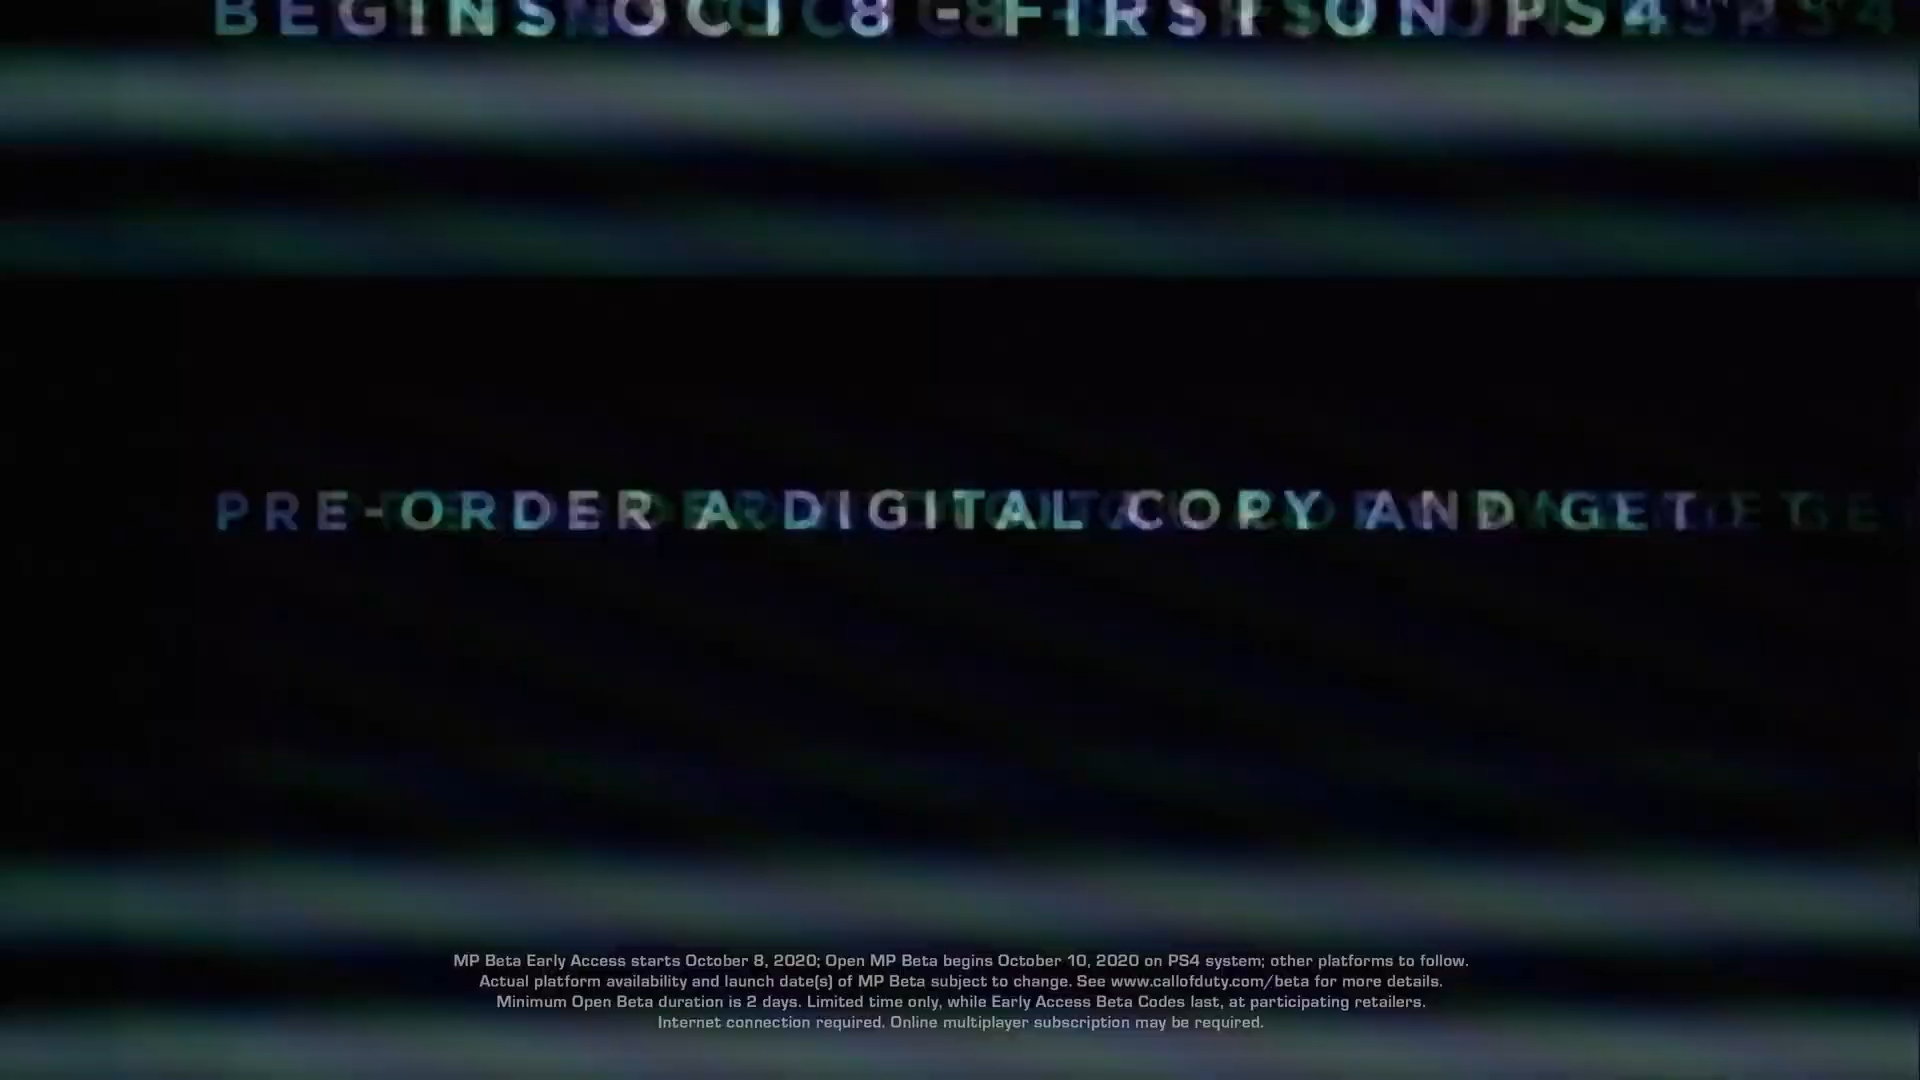 BEGINS OCT 8 - FIRST ON PS4
PRE-ORDER A DIGITAL COPY AND GET
MP Beta Early Access starts October 8, 2020; Open MP Beta begins October 10, 2020 on PS4 system; other platforms to follow.
Actual platform availability and launch date(s) of MP Beta subject to change. See www.callofduty.com/beta for more details.
Minimum Open Beta duration is 2 days. Limited time only, while Early Access Beta Codes last, at participating retailers.
Internet connection required. Online multiplayer subscription may be required.